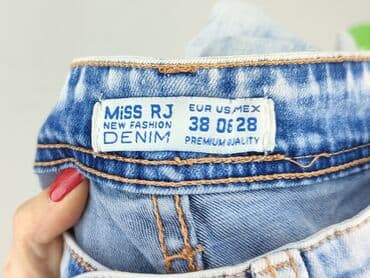 MiSS RJ
NEW FASHION
DENIM
EUR US MEX
38 06 28
PREMIUM QUALITY